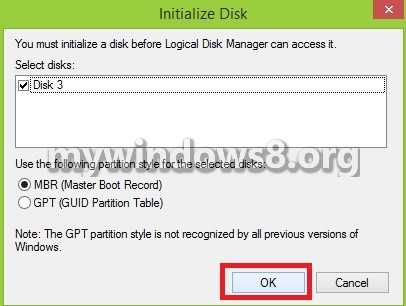 Initialize Disk
You must initialize a disk before Logical Disk Manager can access it.
Select disks:
Disk 3
mywindows8.org
Use the following partition style for the selected disks:
MBR (Master Boot Record)
GPT (GUID Partition Table)
Note: The GPT partition style is not recognized by all previous versions of
Windows.
OK
Cancel